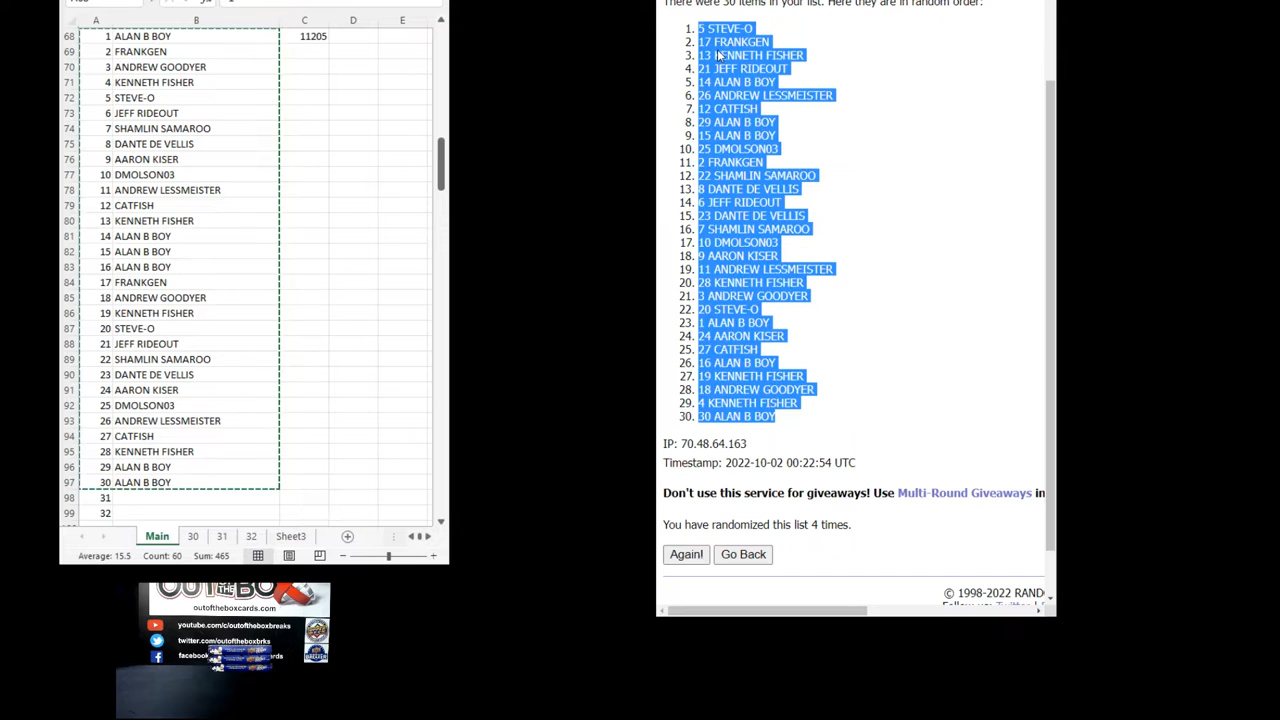 There were 30 items in your list. Here they are in random order:
A B C D E
68 1 ALAN B BOY 11205
69 2 FRANKGEN
70 3 ANDREW GOODYER
71 4 KENNETH FISHER
72 5 STEVE-O
73 6 JEFF RIDEOUT
74 7 SHAMLIN SAMAROO
75 8 DANTE DE VELLIS
76 9 AARON KISER
77 10 DMOLSON03
78 11 ANDREW LESSMEISTER
79 12 CATFISH
80 13 KENNETH FISHER
81 14 ALAN B BOY
82 15 ALAN B BOY
83 16 ALAN B BOY
84 17 FRANKGEN
85 18 ANDREW GOODYER
86 19 KENNETH FISHER
87 20 STEVE-O
88 21 JEFF RIDEOUT
89 22 SHAMLIN SAMAROO
90 23 DANTE DE VELLIS
91 24 AARON KISER
92 25 DMOLSON03
93 26 ANDREW LESSMEISTER
94 27 CATFISH
95 28 KENNETH FISHER
96 29 ALAN B BOY
97 30 ALAN B BOY
98 31
99 32
Main 30 31 32 Sheet3
Average: 15.5 Count: 60 Sum: 465
1. 5 STEVE-O
2. 17 FRANKGEN
3. 13 KENNETH FISHER
4. 21 JEFF RIDEOUT
5. 14 ALAN B BOY
6. 26 ANDREW LESSMEISTER
7. 12 CATFISH
8. 29 ALAN B BOY
9. 15 ALAN B BOY
10. 25 DMOLSON03
11. 2 FRANKGEN
12. 22 SHAMLIN SAMAROO
13. 8 DANTE DE VELLIS
14. 6 JEFF RIDEOUT
15. 23 DANTE DE VELLIS
16. 7 SHAMLIN SAMAROO
17. 10 DMOLSON03
18. 9 AARON KISER
19. 11 ANDREW LESSMEISTER
20. 28 KENNETH FISHER
21. 3 ANDREW GOODYER
22. 20 STEVE-O
23. 1 ALAN B BOY
24. 24 AARON KISER
25. 27 CATFISH
26. 16 ALAN B BOY
27. 19 KENNETH FISHER
28. 18 ANDREW GOODYER
29. 4 KENNETH FISHER
30. 30 ALAN B BOY
IP: 70.48.64.163
Timestamp: 2022-10-02 00:22:54 UTC
Don't use this service for giveaways! Use Multi-Round Giveaways in
You have randomized this list 4 times.
Again! Go Back
© 1998-2022 RAND
outoftheboxcards.com
youtube.com/c/outoftheboxbreaks
twitter.com/outoftheboxbrks